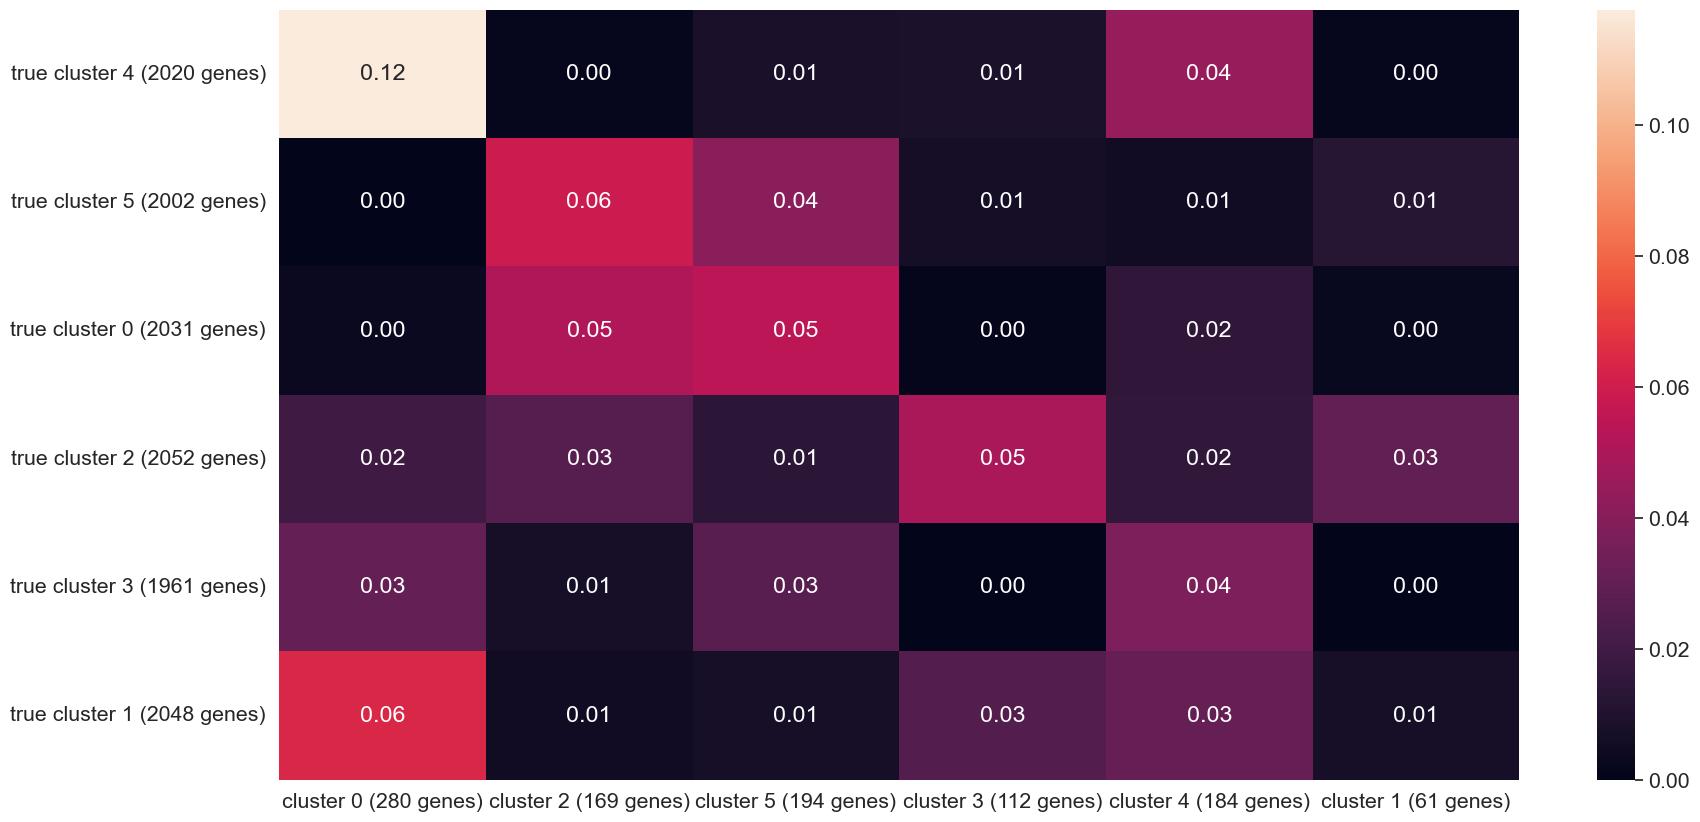 true cluster 4 (2020 genes) 0.12 0.00 0.01 0.01 0.04 0.00
true cluster 5 (2002 genes) 0.00 0.06 0.04 0.01 0.01 0.01
true cluster 0 (2031 genes) 0.00 0.05 0.05 0.00 0.02 0.00
true cluster 2 (2052 genes) 0.02 0.03 0.01 0.05 0.02 0.03
true cluster 3 (1961 genes) 0.03 0.01 0.03 0.00 0.04 0.00
true cluster 1 (2048 genes) 0.06 0.01 0.01 0.03 0.03 0.01
cluster 0 (280 genes) cluster 2 (169 genes) cluster 5 (194 genes) cluster 3 (112 genes) cluster 4 (184 genes) cluster 1 (61 genes)
0.10
0.08
0.06
0.04
0.02
0.00